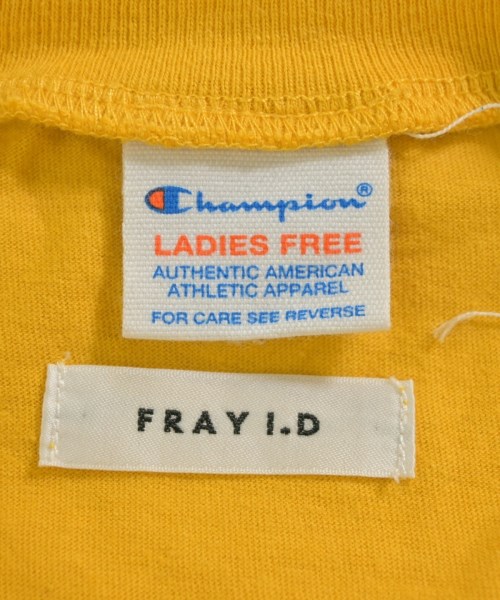 Champion®
LADIES FREE
AUTHENTIC AMERICAN
ATHLETIC APPAREL
FOR CARE SEE REVERSE
FRAY I.D